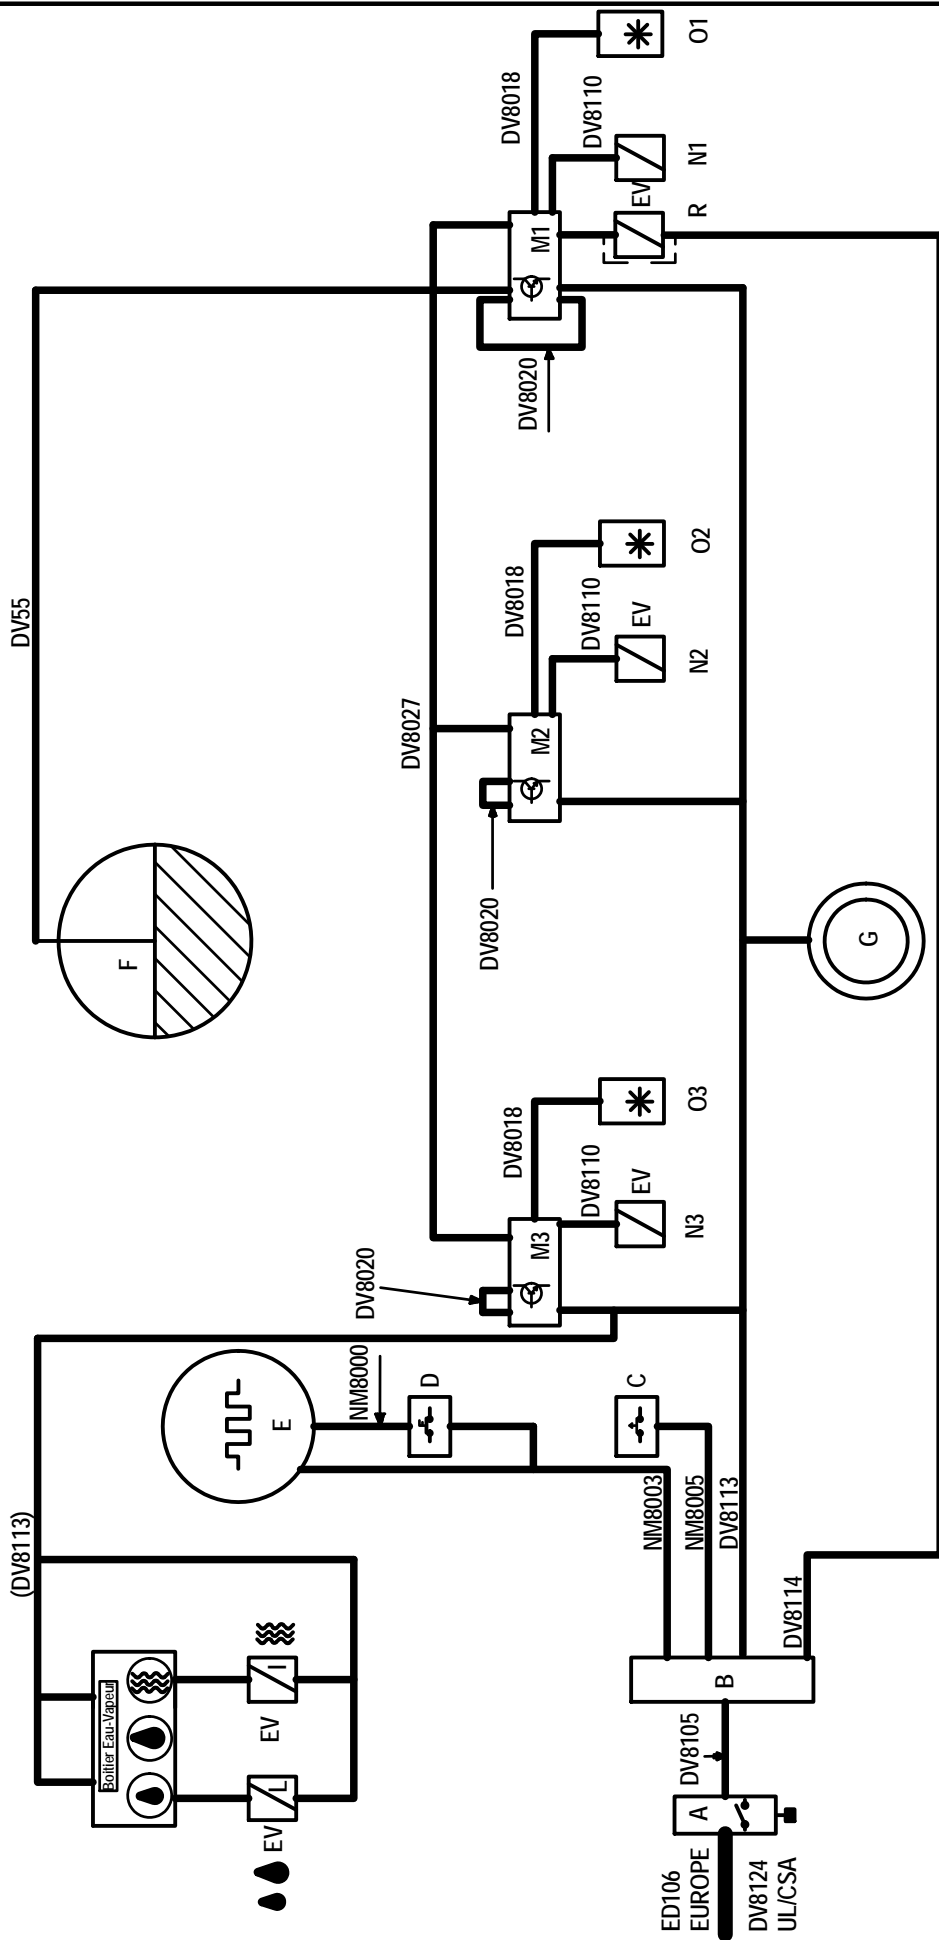 ED106
EUROPE
DV8124
UL/CSA
A
DV8105
B
NM8003
NM8005
DV8113
DV8114
C
D
NM8000
E
(DV8113)
Boitier Eau-Vapeur
EV
L
EV
I
DV8020
M3
DV8018
DV8110
EV
N3
O3
F
DV55
G
DV8027
DV8020
M2
DV8018
DV8110
EV
N2
O2
DV8020
M1
DV8018
DV8110
EV
R
N1
O1